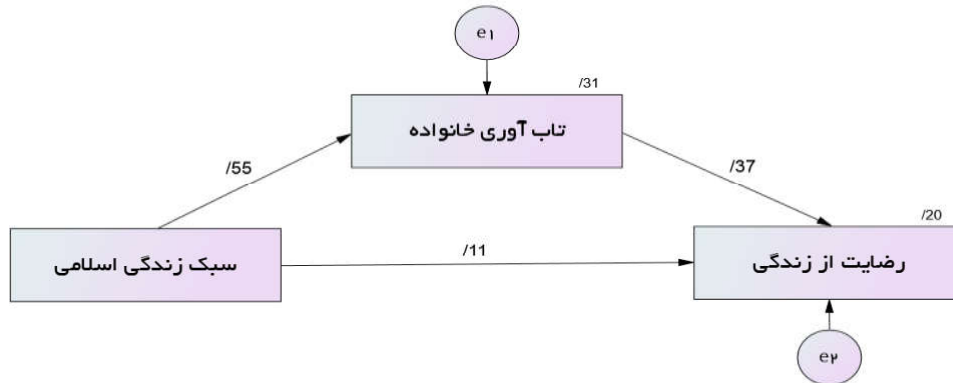 e۱
/31
تاب آوری خانواده
/55
/37
/20
سبک زندگی اسلامی
/11
رضایت از زندگی
e۲